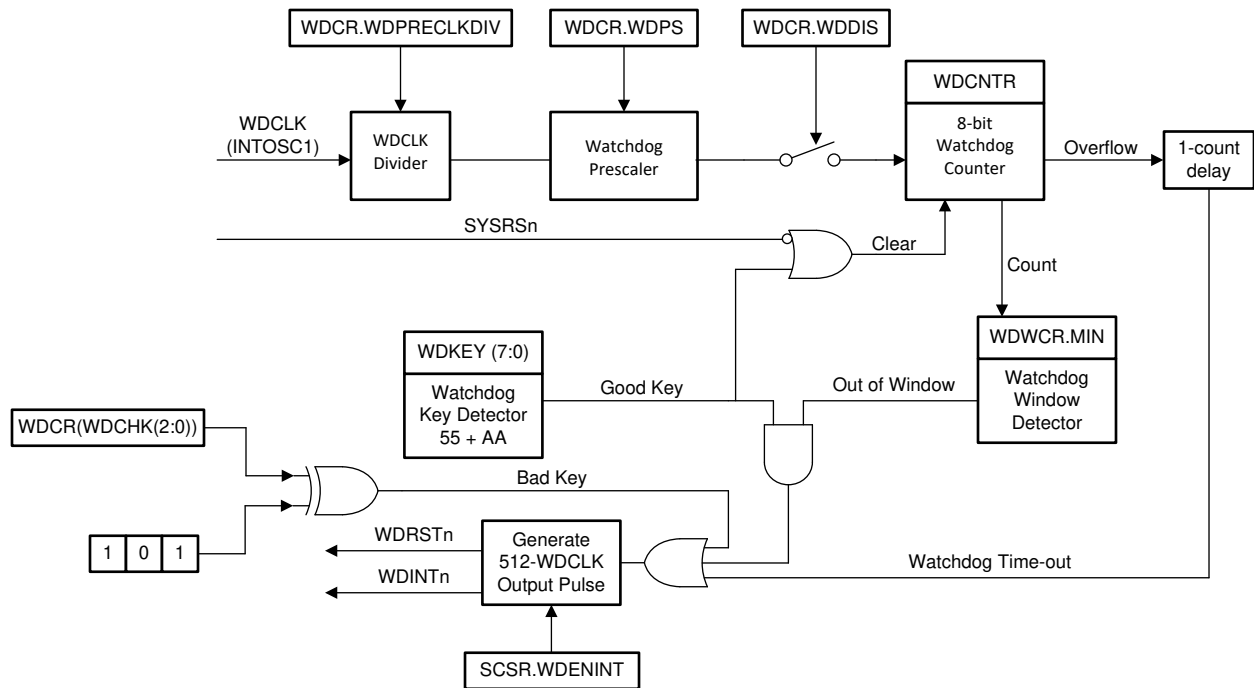 WDCR.WDPRECLKDIV
WDCR.WDPS
WDCR.WDDIS
WDCNTR
WDCLK
(INTOSC1)
WDCLK
Divider
Watchdog
Prescaler
8-bit
Watchdog
Counter
Overflow
1-count
delay
SYSRSn
Clear
Count
WDKEY (7:0)
Watchdog
Key Detector
55 + AA
Good Key
Out of Window
WDWCR.MIN
Watchdog
Window
Detector
WDCR(WDCHK(2:0))
Bad Key
1 0 1
WDRSTn
WDINTn
Generate
512-WDCLK
Output Pulse
Watchdog Time-out
SCSR.WDENINT